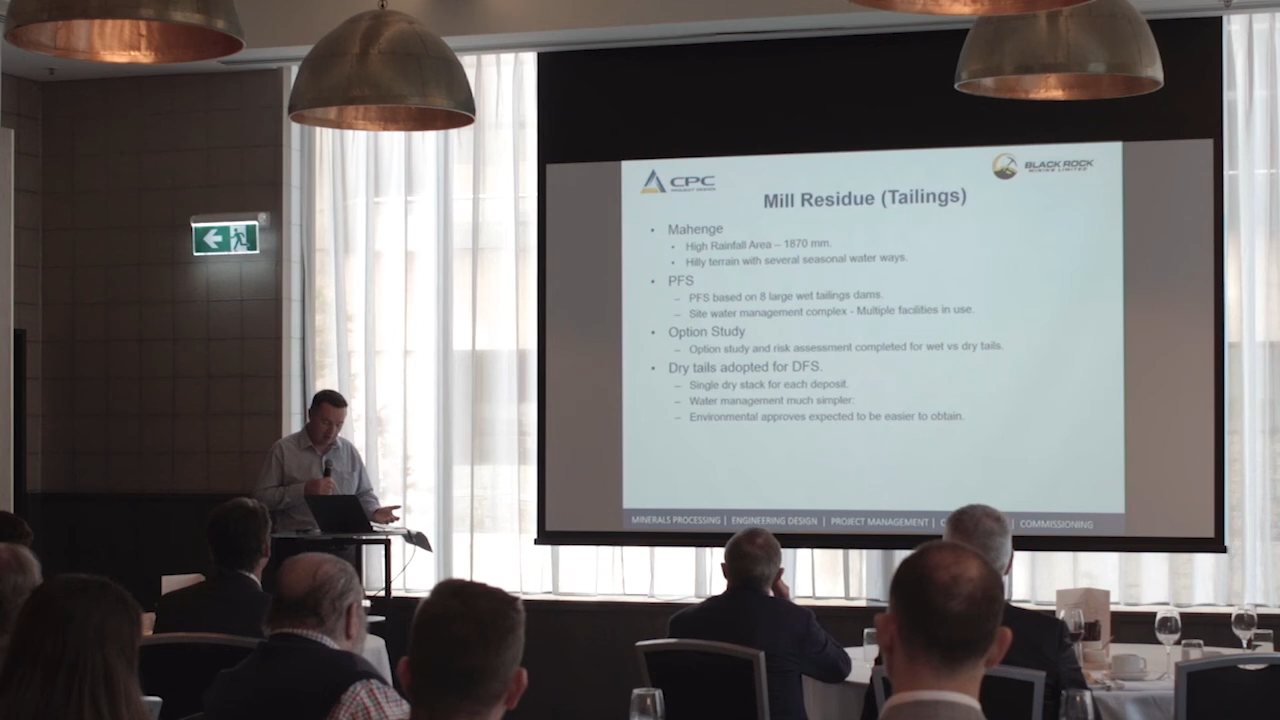 CPC
PROJECT DESIGN
BLACK ROCK
MINING LIMITED
Mill Residue (Tailings)
• Mahenge
• High Rainfall Area – 1870 mm.
• Hilly terrain with several seasonal water ways.
• PFS
– PFS based on 8 large wet tailings dams.
– Site water management complex - Multiple facilities in use.
• Option Study
– Option study and risk assessment completed for wet vs dry tails.
• Dry tails adopted for DFS.
– Single dry stack for each deposit.
– Water management much simpler.
– Environmental approves expected to be easier to obtain.
MINERALS PROCESSING | ENGINEERING DESIGN | PROJECT MANAGEMENT | C | COMMISSIONING